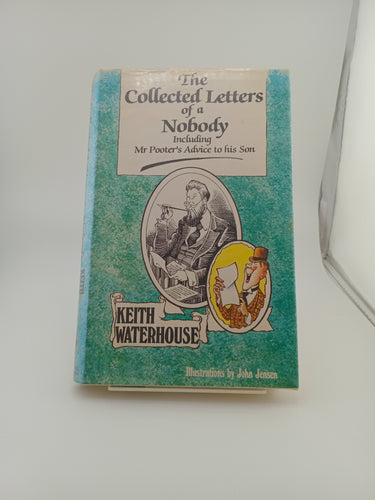 The
Collected Letters
of a
Nobody
Including
Mr Pooter's Advice to his Son
KEITH
WATERHOUSE
Illustrations by John Jensen